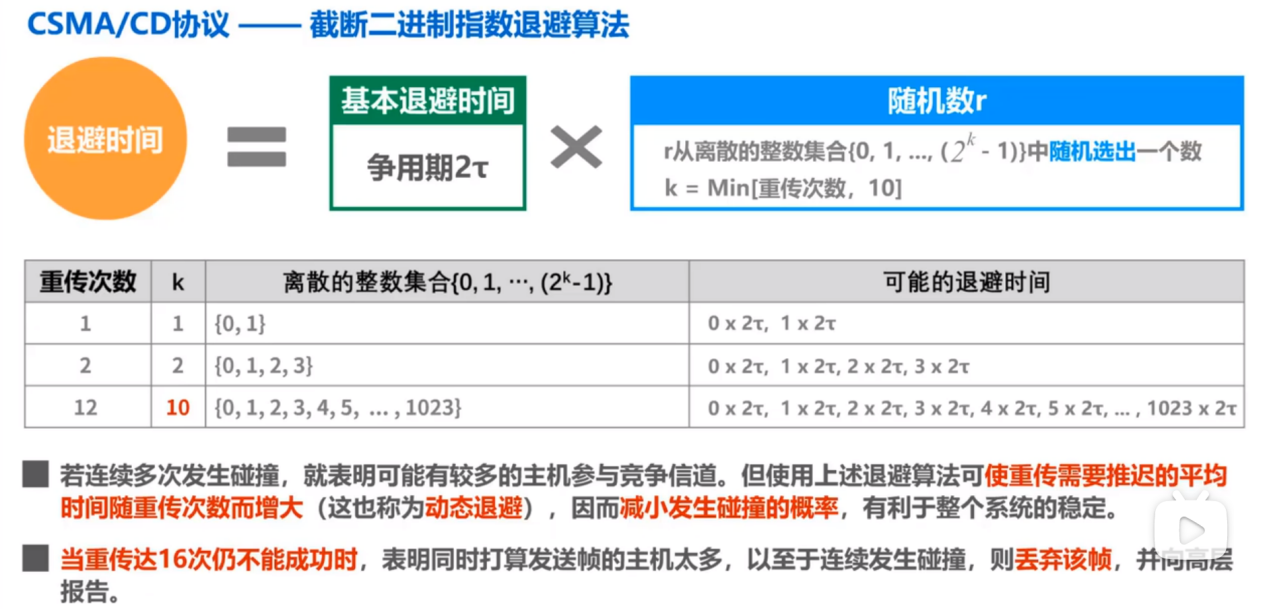 CSMA/CD协议 —— 截断二进制指数退避算法
退避时间
=
基本退避时间
争用期2τ
×
随机数r
r从离散的整数集合{0, 1, ..., (2^k - 1)}中随机选出一个数
k = Min[重传次数，10]
重传次数 k 离散的整数集合{0, 1, ⋯, (2^k-1)} 可能的退避时间
1 1 {0, 1} 0 x 2τ, 1 x 2τ
2 2 {0, 1, 2, 3} 0 x 2τ, 1 x 2τ, 2 x 2τ, 3 x 2τ
12 10 {0, 1, 2, 3, 4, 5, ... , 1023} 0 x 2τ, 1 x 2τ, 2 x 2τ, 3 x 2τ, 4 x 2τ, 5 x 2τ, ... , 1023 x 2τ
■ 若连续多次发生碰撞，就表明可能有较多的主机参与竞争信道。但使用上述退避算法可使重传需要推迟的平均
时间随重传次数而增大（这也称为动态退避），因而减小发生碰撞的概率，有利于整个系统的稳定。
■ 当重传达16次仍不能成功时，表明同时打算发送帧的主机太多，以至于连续发生碰撞，则丢弃该帧，并向高层
报告。